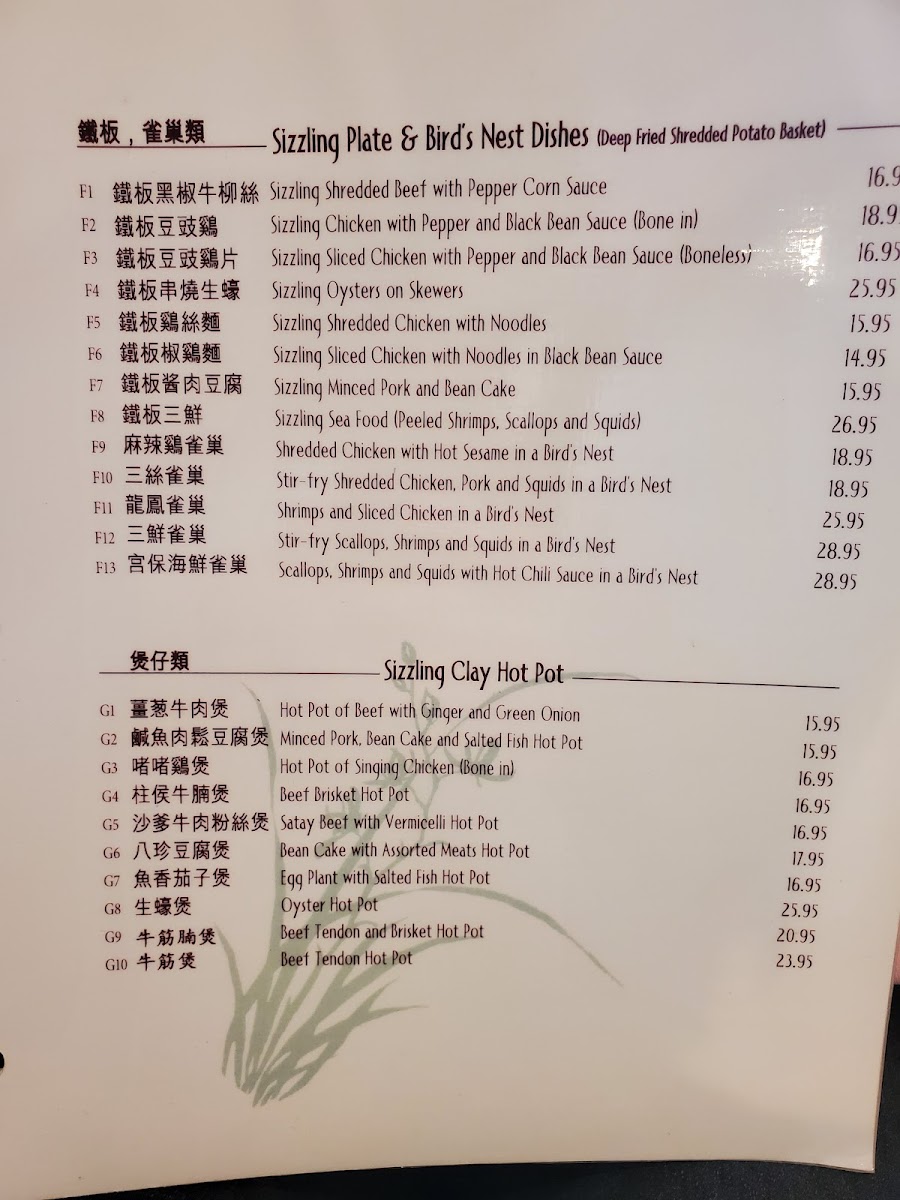 鐵板，雀巢類 Sizzling Plate & Bird's Nest Dishes (Deep Fried Shredded Potato Basket)
F1 鐵板黑椒牛柳絲 Sizzling Shredded Beef with Pepper Corn Sauce 16.9
F2 鐵板豆豉鷄 Sizzling Chicken with Pepper and Black Bean Sauce (Bone in) 18.9
F3 鐵板豆豉鷄片 Sizzling Sliced Chicken with Pepper and Black Bean Sauce (Boneless) 16.95
F4 鐵板串燒生蠔 Sizzling Oysters on Skewers 25.95
F5 鐵板鷄絲麵 Sizzling Shredded Chicken with Noodles 15.95
F6 鐵板椒鷄麵 Sizzling Sliced Chicken with Noodles in Black Bean Sauce 14.95
F7 鐵板酱肉豆腐 Sizzling Minced Pork and Bean Cake 15.95
F8 鐵板三鮮 Sizzling Sea Food (Peeled Shrimps, Scallops and Squids) 26.95
F9 麻辣鷄雀巢 Shredded Chicken with Hot Sesame in a Bird's Nest 18.95
F10 三絲雀巢 Stir-fry Shredded Chicken, Pork and Squids in a Bird's Nest 18.95
F11 龍鳳雀巢 Shrimps and Sliced Chicken in a Bird's Nest 25.95
F12 三鮮雀巢 Stir-fry Scallops, Shrimps and Squids in a Bird's Nest 28.95
F13 宫保海鮮雀巢 Scallops, Shrimps and Squids with Hot Chili Sauce in a Bird's Nest 28.95
煲仔類 Sizzling Clay Hot Pot
G1 薑葱牛肉煲 Hot Pot of Beef with Ginger and Green Onion 15.95
G2 鹹魚肉鬆豆腐煲 Minced Pork, Bean Cake and Salted Fish Hot Pot 15.95
G3 啫啫鷄煲 Hot Pot of Singing Chicken (Bone in) 16.95
G4 柱侯牛腩煲 Beef Brisket Hot Pot 16.95
G5 沙爹牛肉粉絲煲 Satay Beef with Vermicelli Hot Pot 16.95
G6 八珍豆腐煲 Bean Cake with Assorted Meats Hot Pot 17.95
G7 魚香茄子煲 Egg Plant with Salted Fish Hot Pot 16.95
G8 生蠔煲 Oyster Hot Pot 25.95
G9 牛筋腩煲 Beef Tendon and Brisket Hot Pot 20.95
G10 牛筋煲 Beef Tendon Hot Pot 23.95